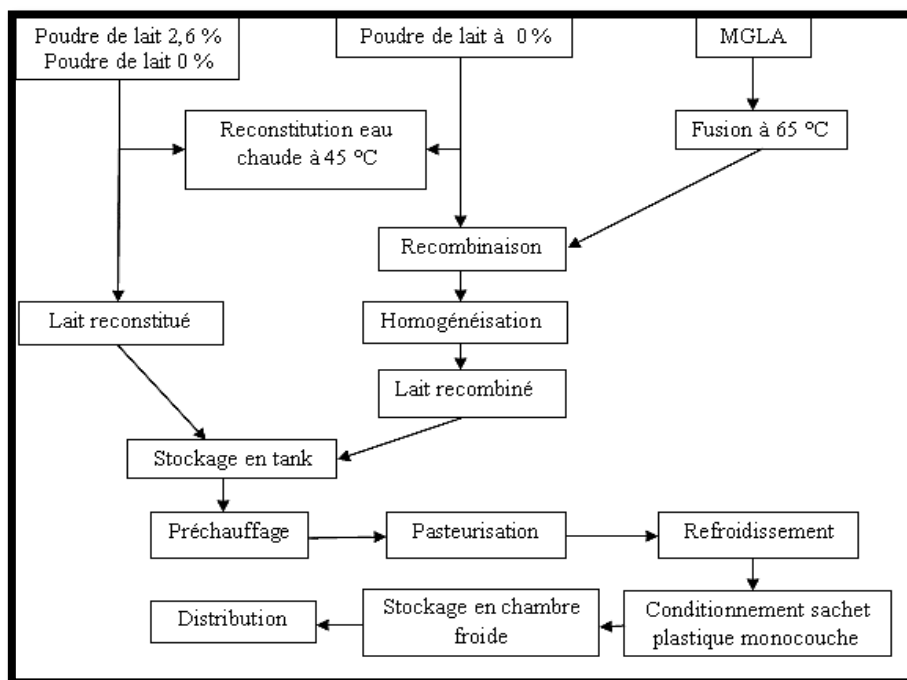 Poudre de lait 2,6 %
Poudre de lait 0 %
Poudre de lait à 0 %
MGLA
Reconstitution eau
chaude à 45 °C
Fusion à 65 °C
Recombinaison
Lait reconstitué
Homogénéisation
Lait recombiné
Stockage en tank
Préchauffage
Pasteurisation
Refroidissement
Conditionnement sachet
plastique monocouche
Stockage en chambre
froide
Distribution